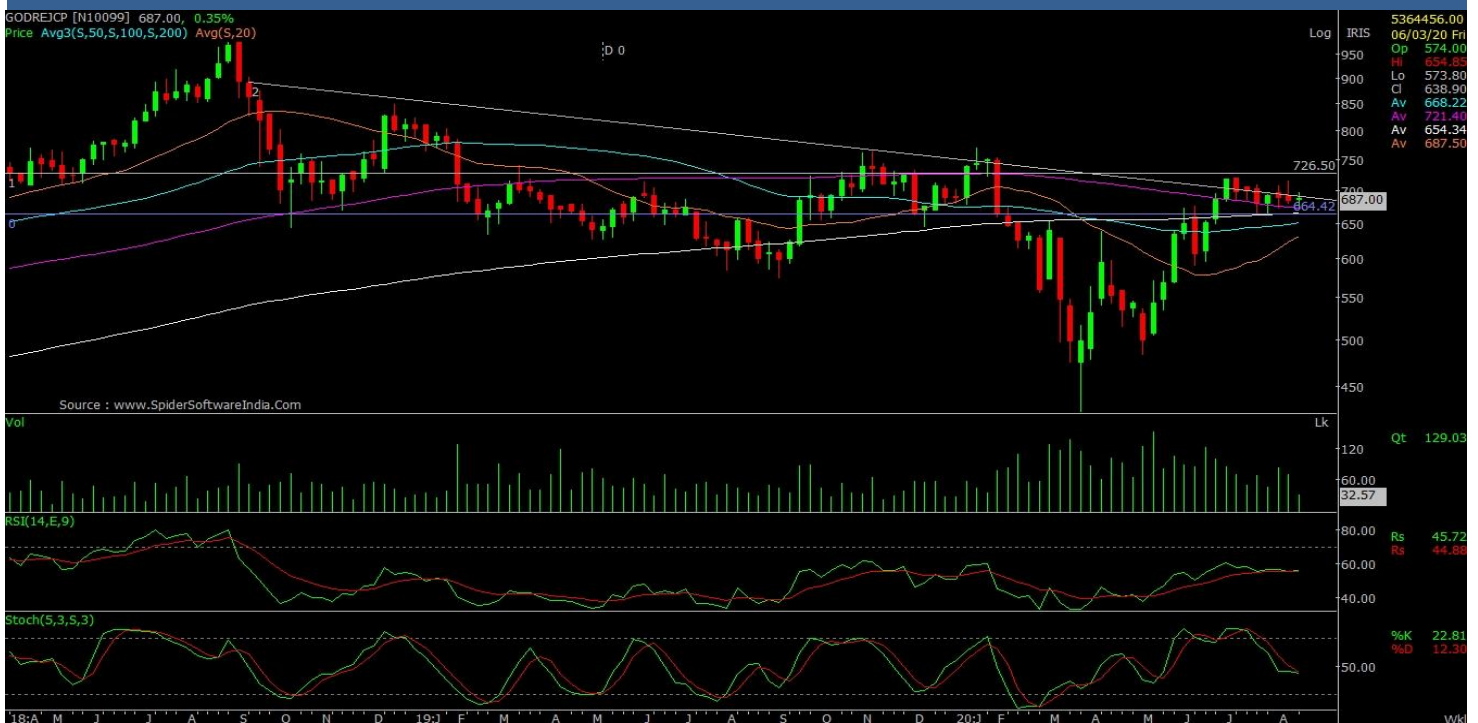 GODREJCP [N10099] 687.00, 0.35%
Price Avg3(S,50,S,100,S,200) Avg(S,20)
D 0
Log
IRIS
5364456.00
06/03/20 Fri
Op 574.00
Hi 654.85
Lo 573.80
Cl 638.90
Av 668.22
Av 721.40
Av 654.34
Av 687.50
950
900
850
800
750
700
687.00
650
600
550
500
450
2
1
0
726.50
664.42
Source : www.SpiderSoftwareIndia.Com
Vol
Lk
120
60.00
32.57
Qt 129.03
RSI(14,E,9)
80.00
60.00
40.00
Rs 45.72
Rs 44.88
Stoch(5,3,S,3)
50.00
%K 22.81
%D 12.30
'18:A M J J A S O N D '19:J F M A M J J A S O N D '20:J F M A M J J A Wkl